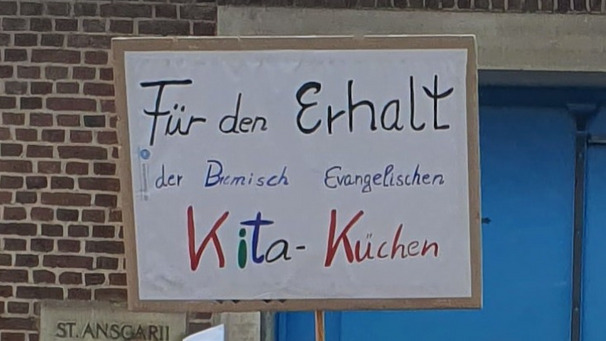 Für den Erhalt
der Bremisch Evangelischen
Kita-Küchen
ST. ANSGARII